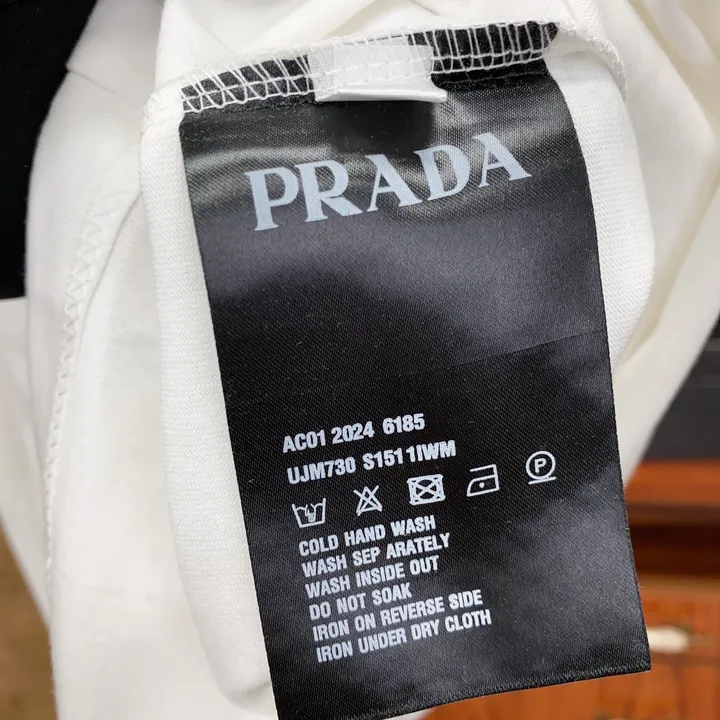 PRADA
AC01 2024 6185
UJM730 S151 1IWM
P
COLD HAND WASH
WASH SEP ARATELY
WASH INSIDE OUT
DO NOT SOAK
IRON ON REVERSE SIDE
IRON UNDER DRY CLOTH